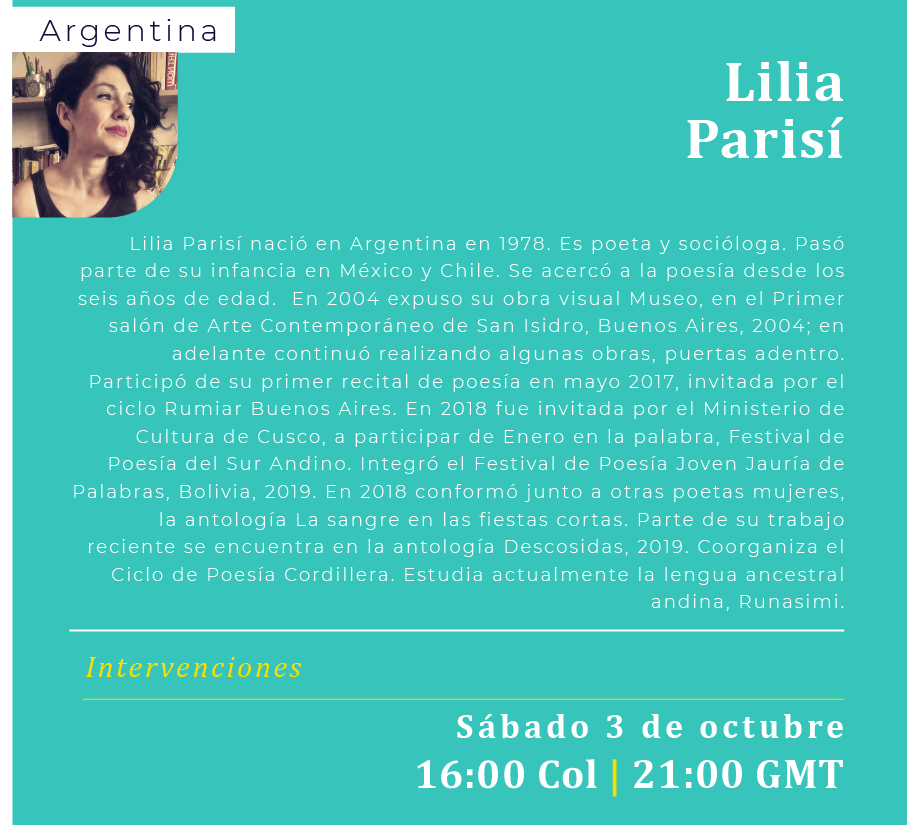 Argentina
Lilia
Parisí
Lilia Parisí nació en Argentina en 1978. Es poeta y socióloga. Pasó
parte de su infancia en México y Chile. Se acercó a la poesía desde los
seis años de edad.  En 2004 expuso su obra visual Museo, en el Primer
salón de Arte Contemporáneo de San Isidro, Buenos Aires, 2004; en
adelante continuó realizando algunas obras, puertas adentro.
Participó de su primer recital de poesía en mayo 2017, invitada por el
ciclo Rumiar Buenos Aires. En 2018 fue invitada por el Ministerio de
Cultura de Cusco, a participar de Enero en la palabra, Festival de
Poesía del Sur Andino. Integró el Festival de Poesía Joven Jauría de
Palabras, Bolivia, 2019. En 2018 conformó junto a otras poetas mujeres,
la antología La sangre en las fiestas cortas. Parte de su trabajo
reciente se encuentra en la antología Descosidas, 2019. Coorganiza el
Ciclo de Poesía Cordillera. Estudia actualmente la lengua ancestral
andina, Runasimi.
Intervenciones
Sábado 3 de octubre
16:00 Col | 21:00 GMT